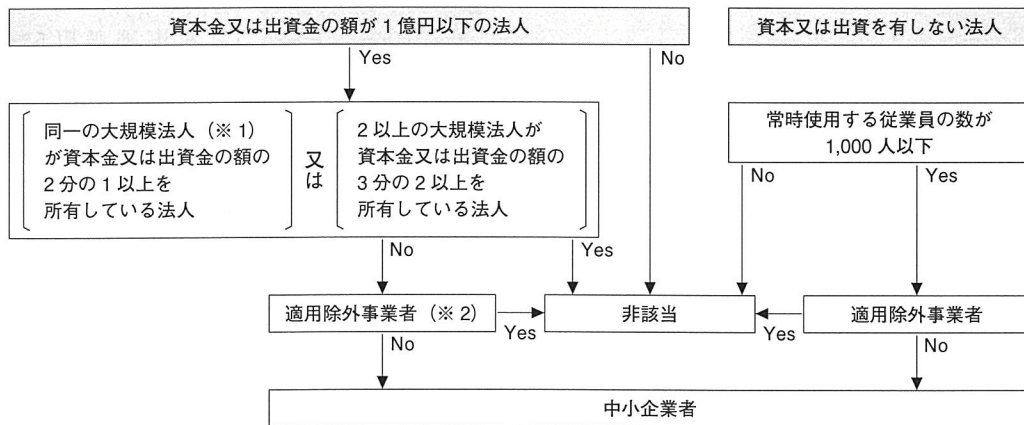 資本金又は出資金の額が1億円以下の法人
資本又は出資を有しない法人
Yes
No
同一の大規模法人（※1）
が資本金又は出資金の額の
2分の1以上を
所有している法人
又は
2以上の大規模法人が
資本金又は出資金の額の
3分の2以上を
所有している法人
常時使用する従業員の数が
1,000人以下
No
Yes
No
Yes
適用除外事業者（※2）
Yes
非該当
Yes
適用除外事業者
No
No
中小企業者